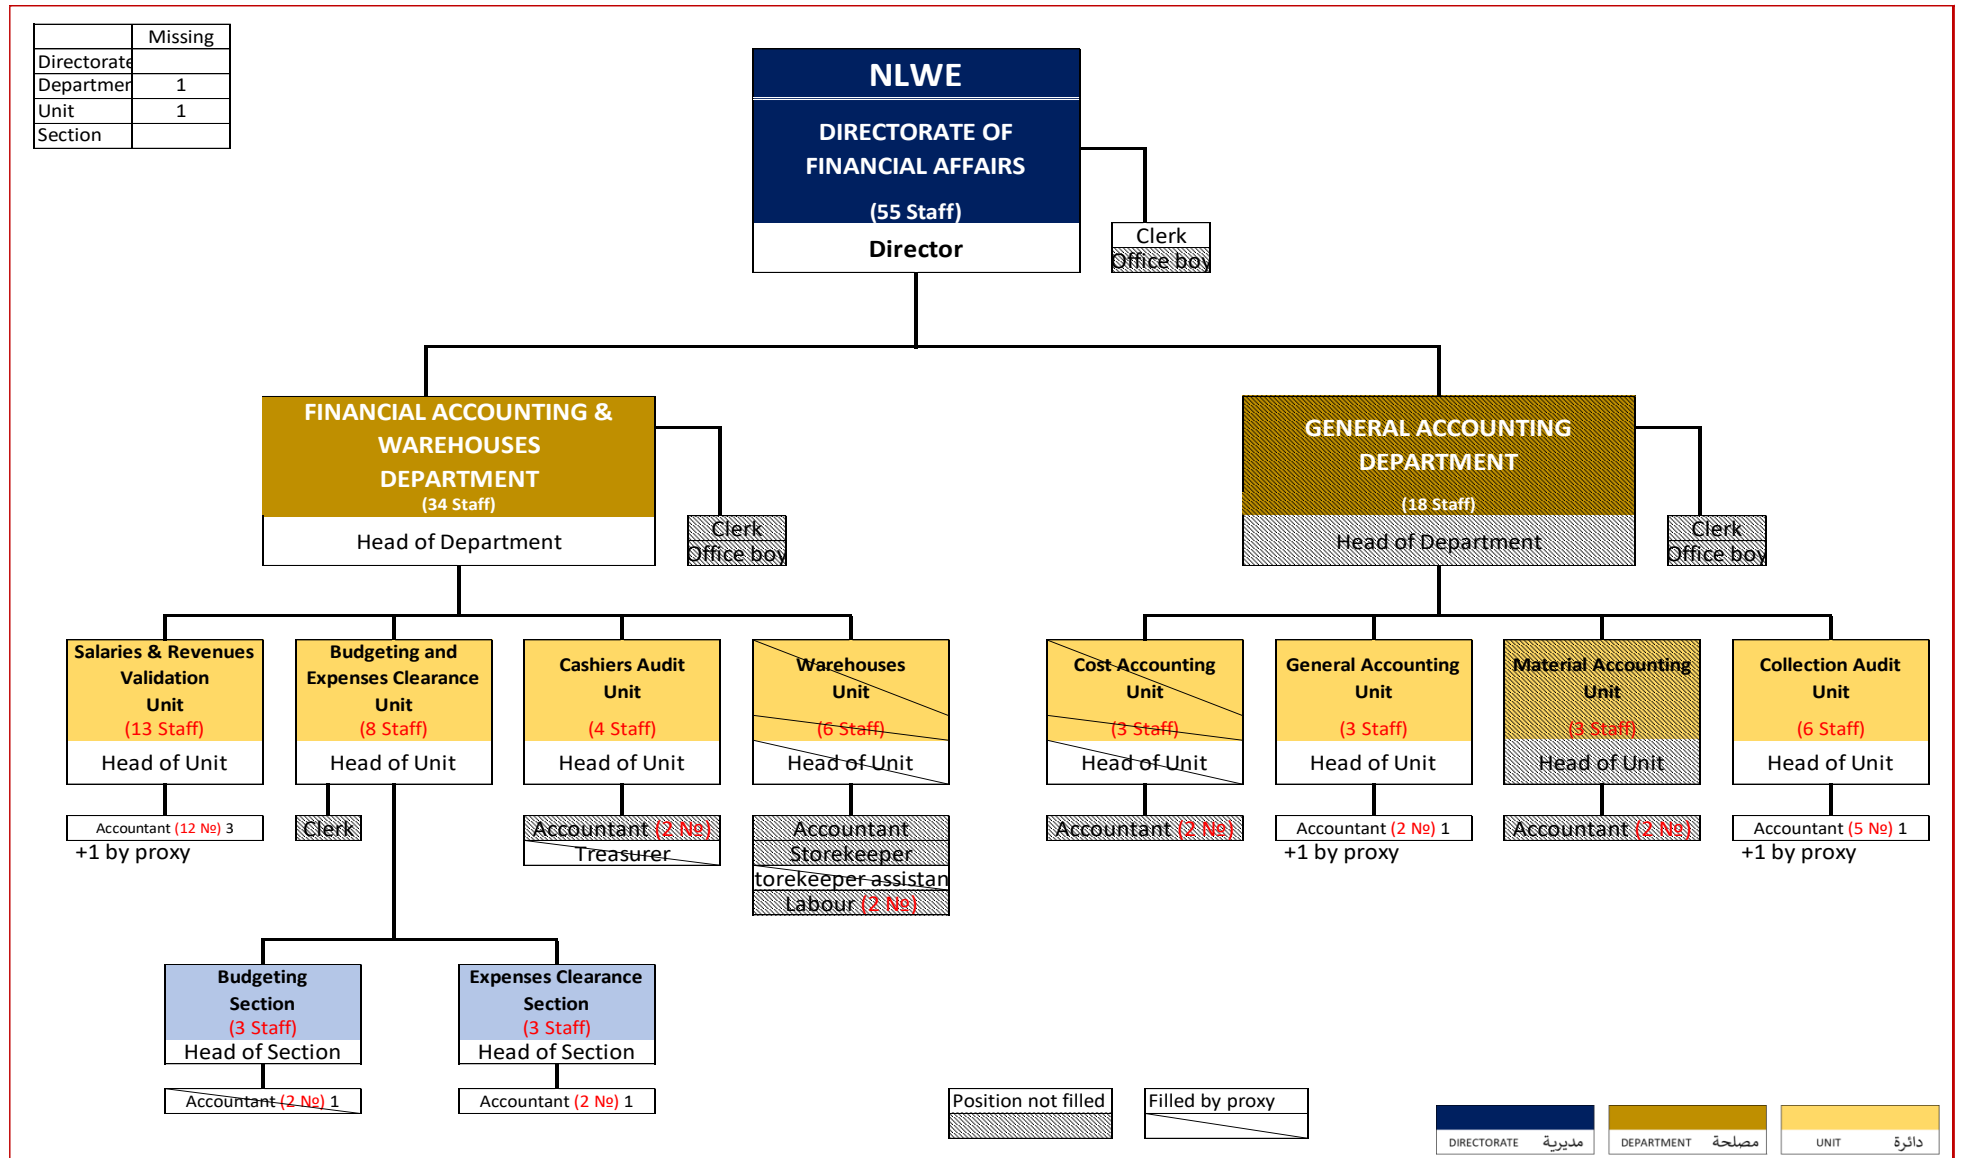 Missing
Directorate
Departmen 1
Unit 1
Section
NLWE
DIRECTORATE OF
FINANCIAL AFFAIRS
(55 Staff)
Director
Clerk
Office boy
FINANCIAL ACCOUNTING &
WAREHOUSES
DEPARTMENT
(34 Staff)
Head of Department
Clerk
Office boy
GENERAL ACCOUNTING
DEPARTMENT
(18 Staff)
Head of Department
Clerk
Office boy
Salaries & Revenues
Validation
Unit
(13 Staff)
Head of Unit
Accountant (12 №) 3
+1 by proxy
Budgeting and
Expenses Clearance
Unit
(8 Staff)
Head of Unit
Clerk
Cashiers Audit
Unit
(4 Staff)
Head of Unit
Accountant (2 №)
Treasurer
Warehouses
Unit
(6 Staff)
Head of Unit
Accountant
Storekeeper
torekeeper assistan
Labour (2 №)
Cost Accounting
Unit
(3 Staff)
Head of Unit
Accountant (2 №)
General Accounting
Unit
(3 Staff)
Head of Unit
Accountant (2 №) 1
+1 by proxy
Material Accounting
Unit
(3 Staff)
Head of Unit
Accountant (2 №)
Collection Audit
Unit
(6 Staff)
Head of Unit
Accountant (5 №) 1
+1 by proxy
Budgeting
Section
(3 Staff)
Head of Section
Accountant (2 №) 1
Expenses Clearance
Section
(3 Staff)
Head of Section
Accountant (2 №) 1
Position not filled
Filled by proxy
DIRECTORATE مديرية
DEPARTMENT مصلحة
UNIT دائرة